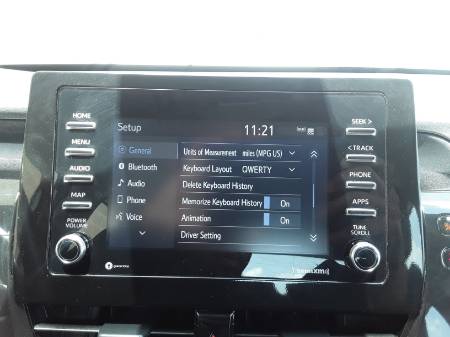 HOME
MENU
AUDIO
MAP
POWER
VOLUME
Setup
11:21
General
Bluetooth
Audio
Phone
Voice
Units of Measurement miles (MPG US)
Keyboard Layout QWERTY
Delete Keyboard History
Memorize Keyboard History On
Animation On
Driver Setting
SEEK >
< TRACK
PHONE
APPS
TUNE
SCROLL
SiriusXM